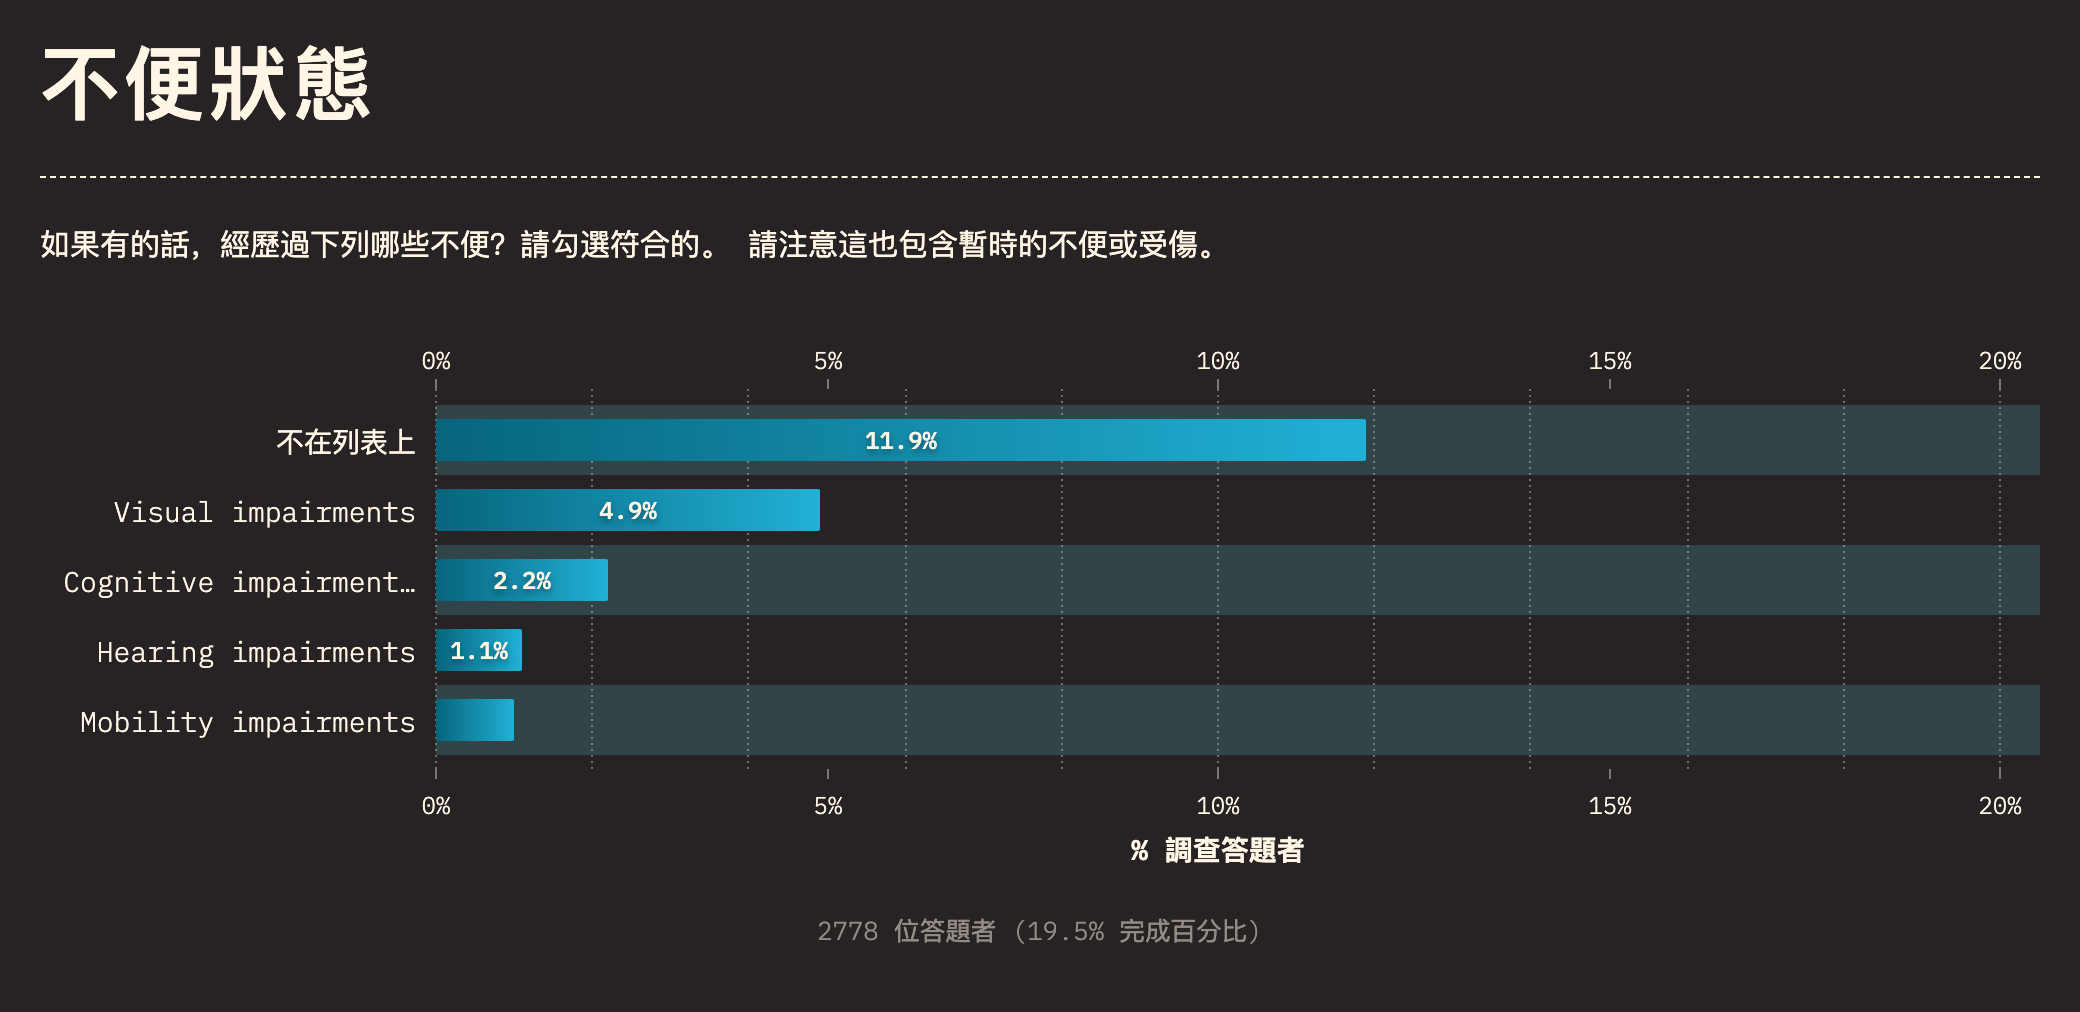 不便狀態
如果有的話，經歷過下列哪些不便？請勾選符合的。 請注意這也包含暫時的不便或受傷。
0% 5% 10% 15% 20%
不在列表上 11.9%
Visual impairments 4.9%
Cognitive impairment… 2.2%
Hearing impairments 1.1%
Mobility impairments
0% 5% 10% 15% 20%
% 調查答題者
2778 位答題者 (19.5% 完成百分比)